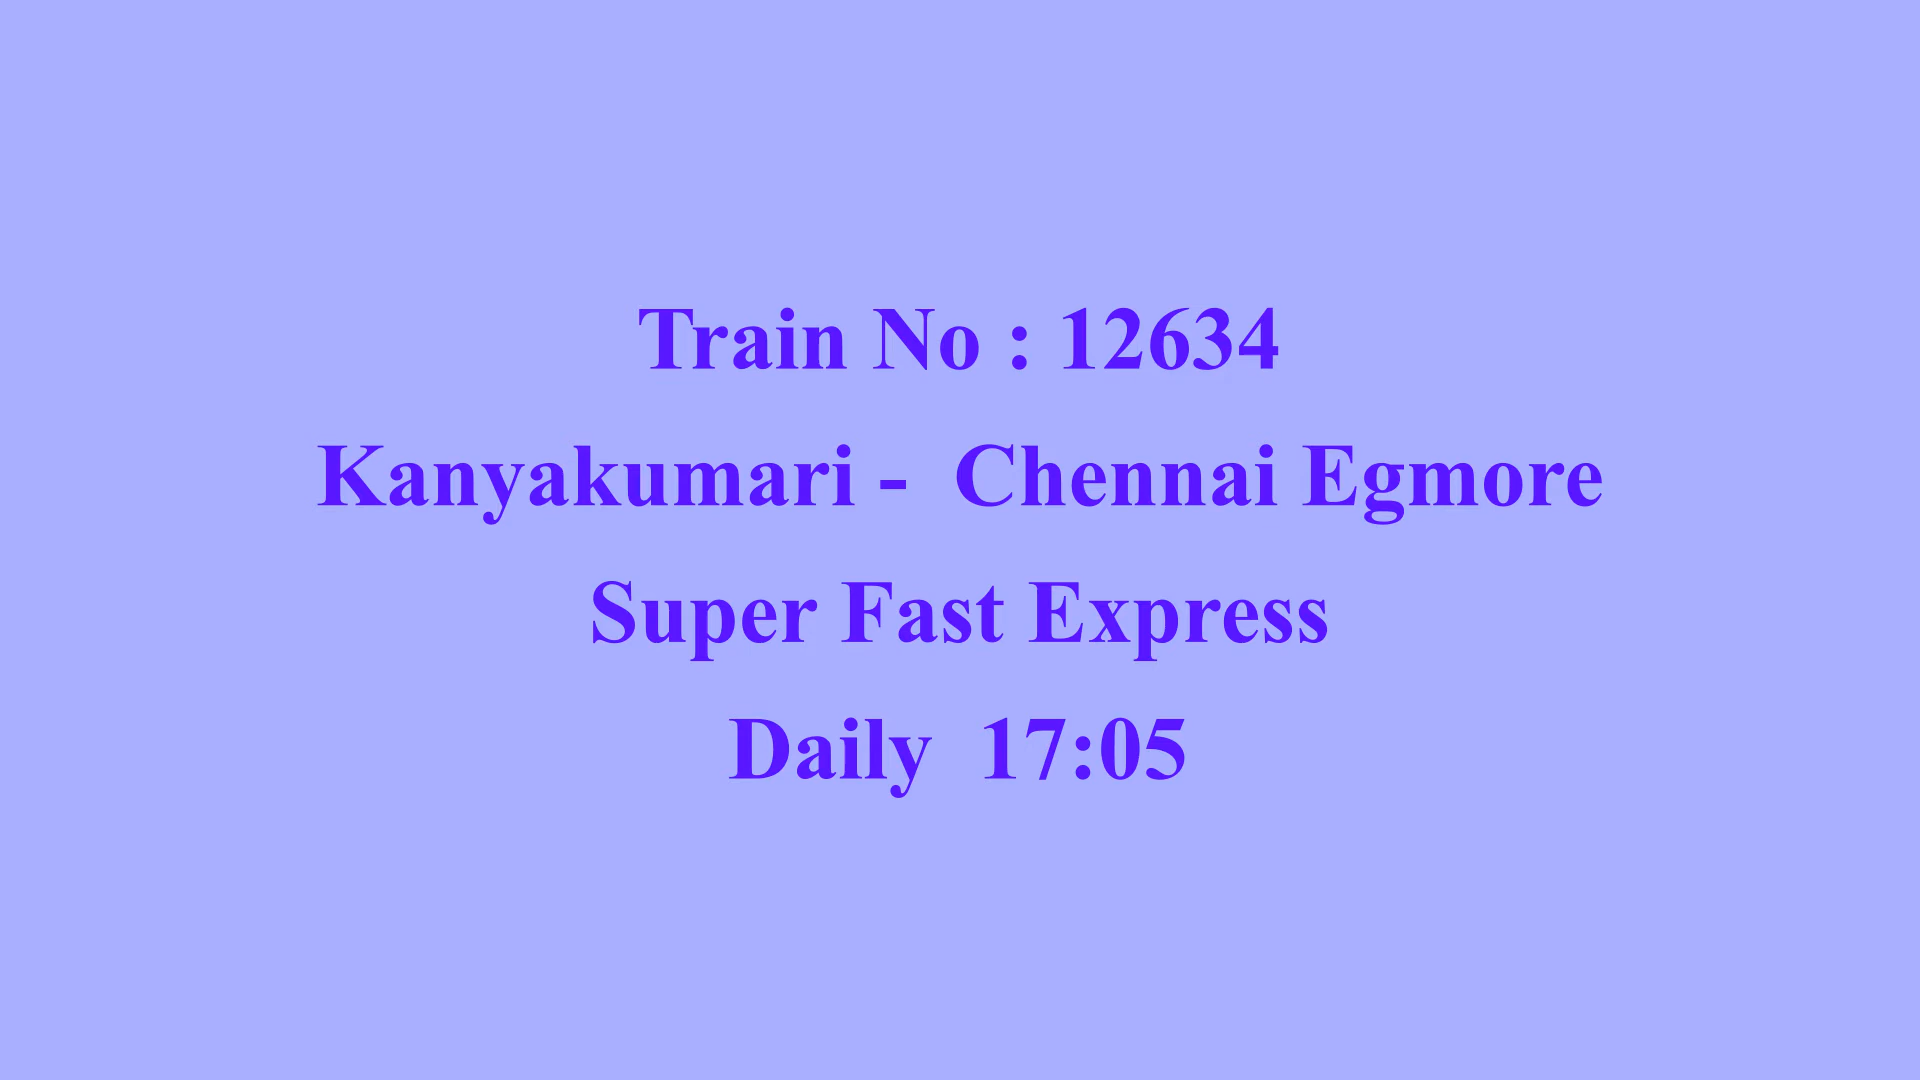 Train No : 12634
Kanyakumari -  Chennai Egmore
Super Fast Express
Daily  17:05